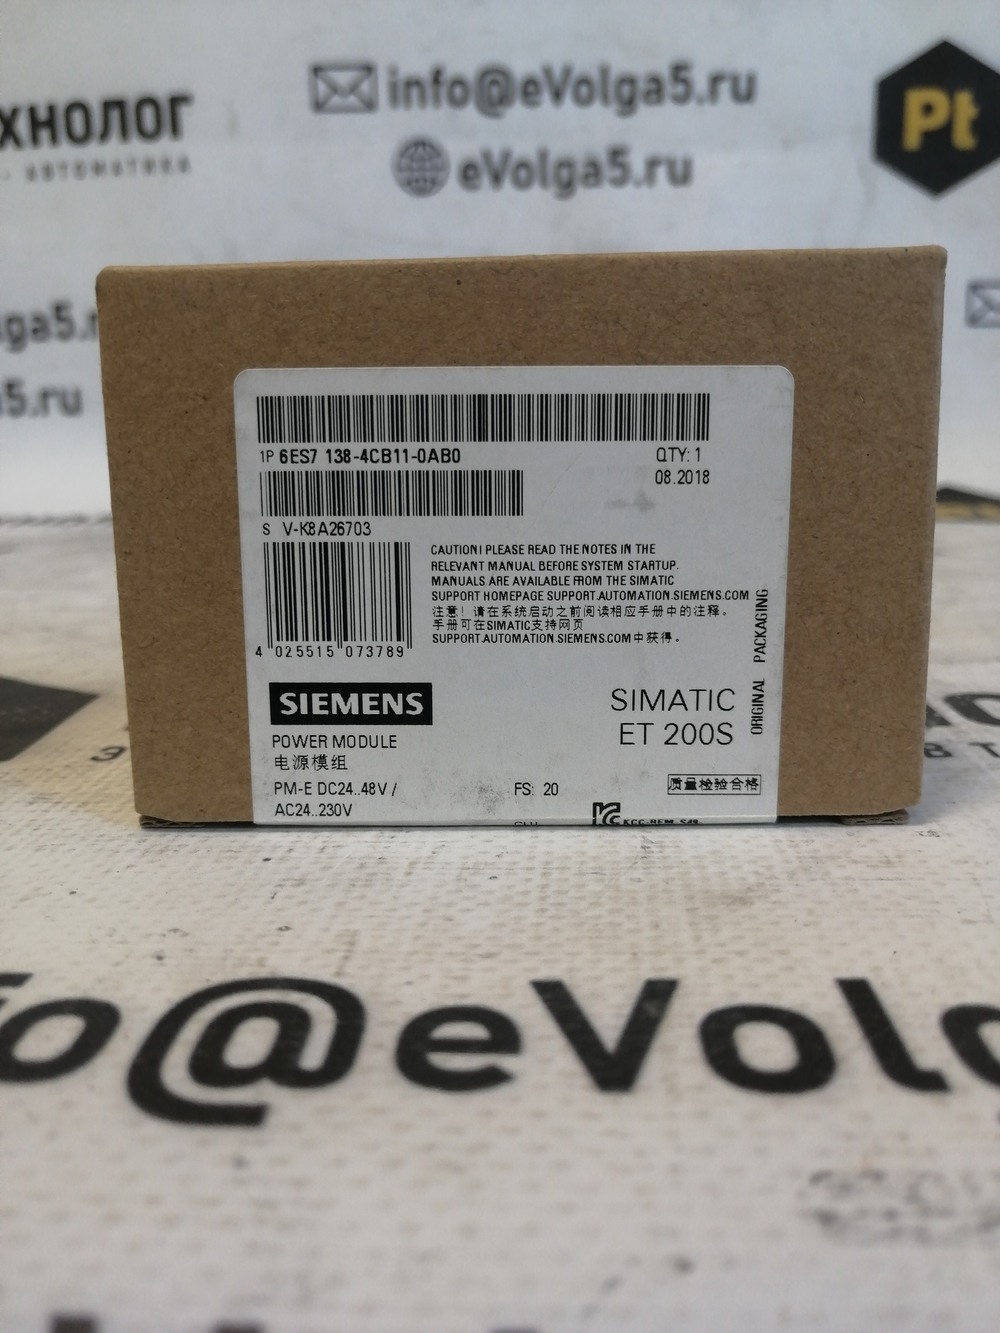 ХНОЛОГ
АВТОМАТИКА
info@eVolga5.ru
eVolga5.ru
Pt
1P 6ES7 138-4CB11-0AB0
QTY: 1
08.2018
S V-K8A26703
CAUTION! PLEASE READ THE NOTES IN THE
RELEVANT MANUAL BEFORE SYSTEM STARTUP.
MANUALS ARE AVAILABLE FROM THE SIMATIC
SUPPORT HOMEPAGE SUPPORT.AUTOMATION.SIEMENS.COM
注意！请在系统启动之前阅读相应手册中的注释。
手册可在SIMATIC支持网页
SUPPORT.AUTOMATION.SIEMENS.COM中获得。
4 025515 073789
ORIGINAL PACKAGING
SIEMENS
SIMATIC
ET 200S
POWER MODULE
电源模组
PM-E DC24..48V /
AC24..230V
FS: 20
质量检验合格
fo@eVolg